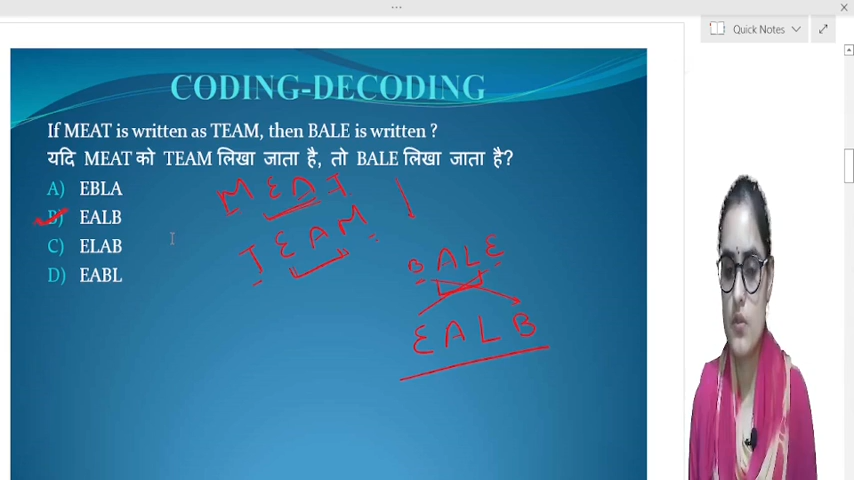 Quick Notes
CODING-DECODING
If MEAT is written as TEAM, then BALE is written ?
यदि MEAT को TEAM लिखा जाता है, तो BALE लिखा जाता है?
A) EBLA
B) EALB
C) ELAB
D) EABL
MEAT
TEAM
BALE
EALB